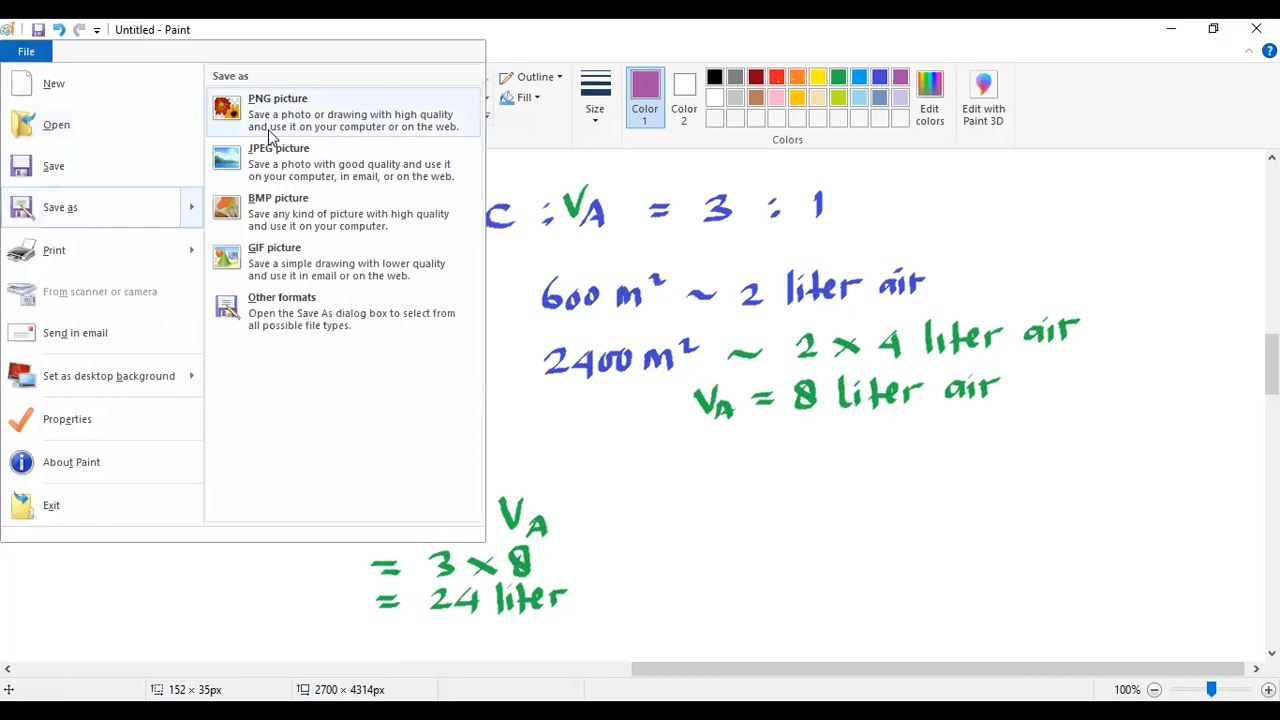 Untitled - Paint
File
New
Open
Save
Save as
Print
From scanner or camera
Send in email
Set as desktop background
Properties
About Paint
Exit
Save as
PNG picture
Save a photo or drawing with high quality
and use it on your computer or on the web.
JPEG picture
Save a photo with good quality and use it
on your computer, in email, or on the web.
BMP picture
Save any kind of picture with high quality
and use it on your computer.
GIF picture
Save a simple drawing with lower quality
and use it in email or on the web.
Other formats
Open the Save As dialog box to select from
all possible file types.
Outline
Fill
Size
Color 1
Color 2
Edit colors
Edit with Paint 3D
Colors
C : VA = 3 : 1
600 m² ~ 2 liter air
2400 m² ~ 2 × 4 liter air
VA = 8 liter air
VA
= 3 × 8
= 24 liter
152 × 35px
2700 × 4314px
100%